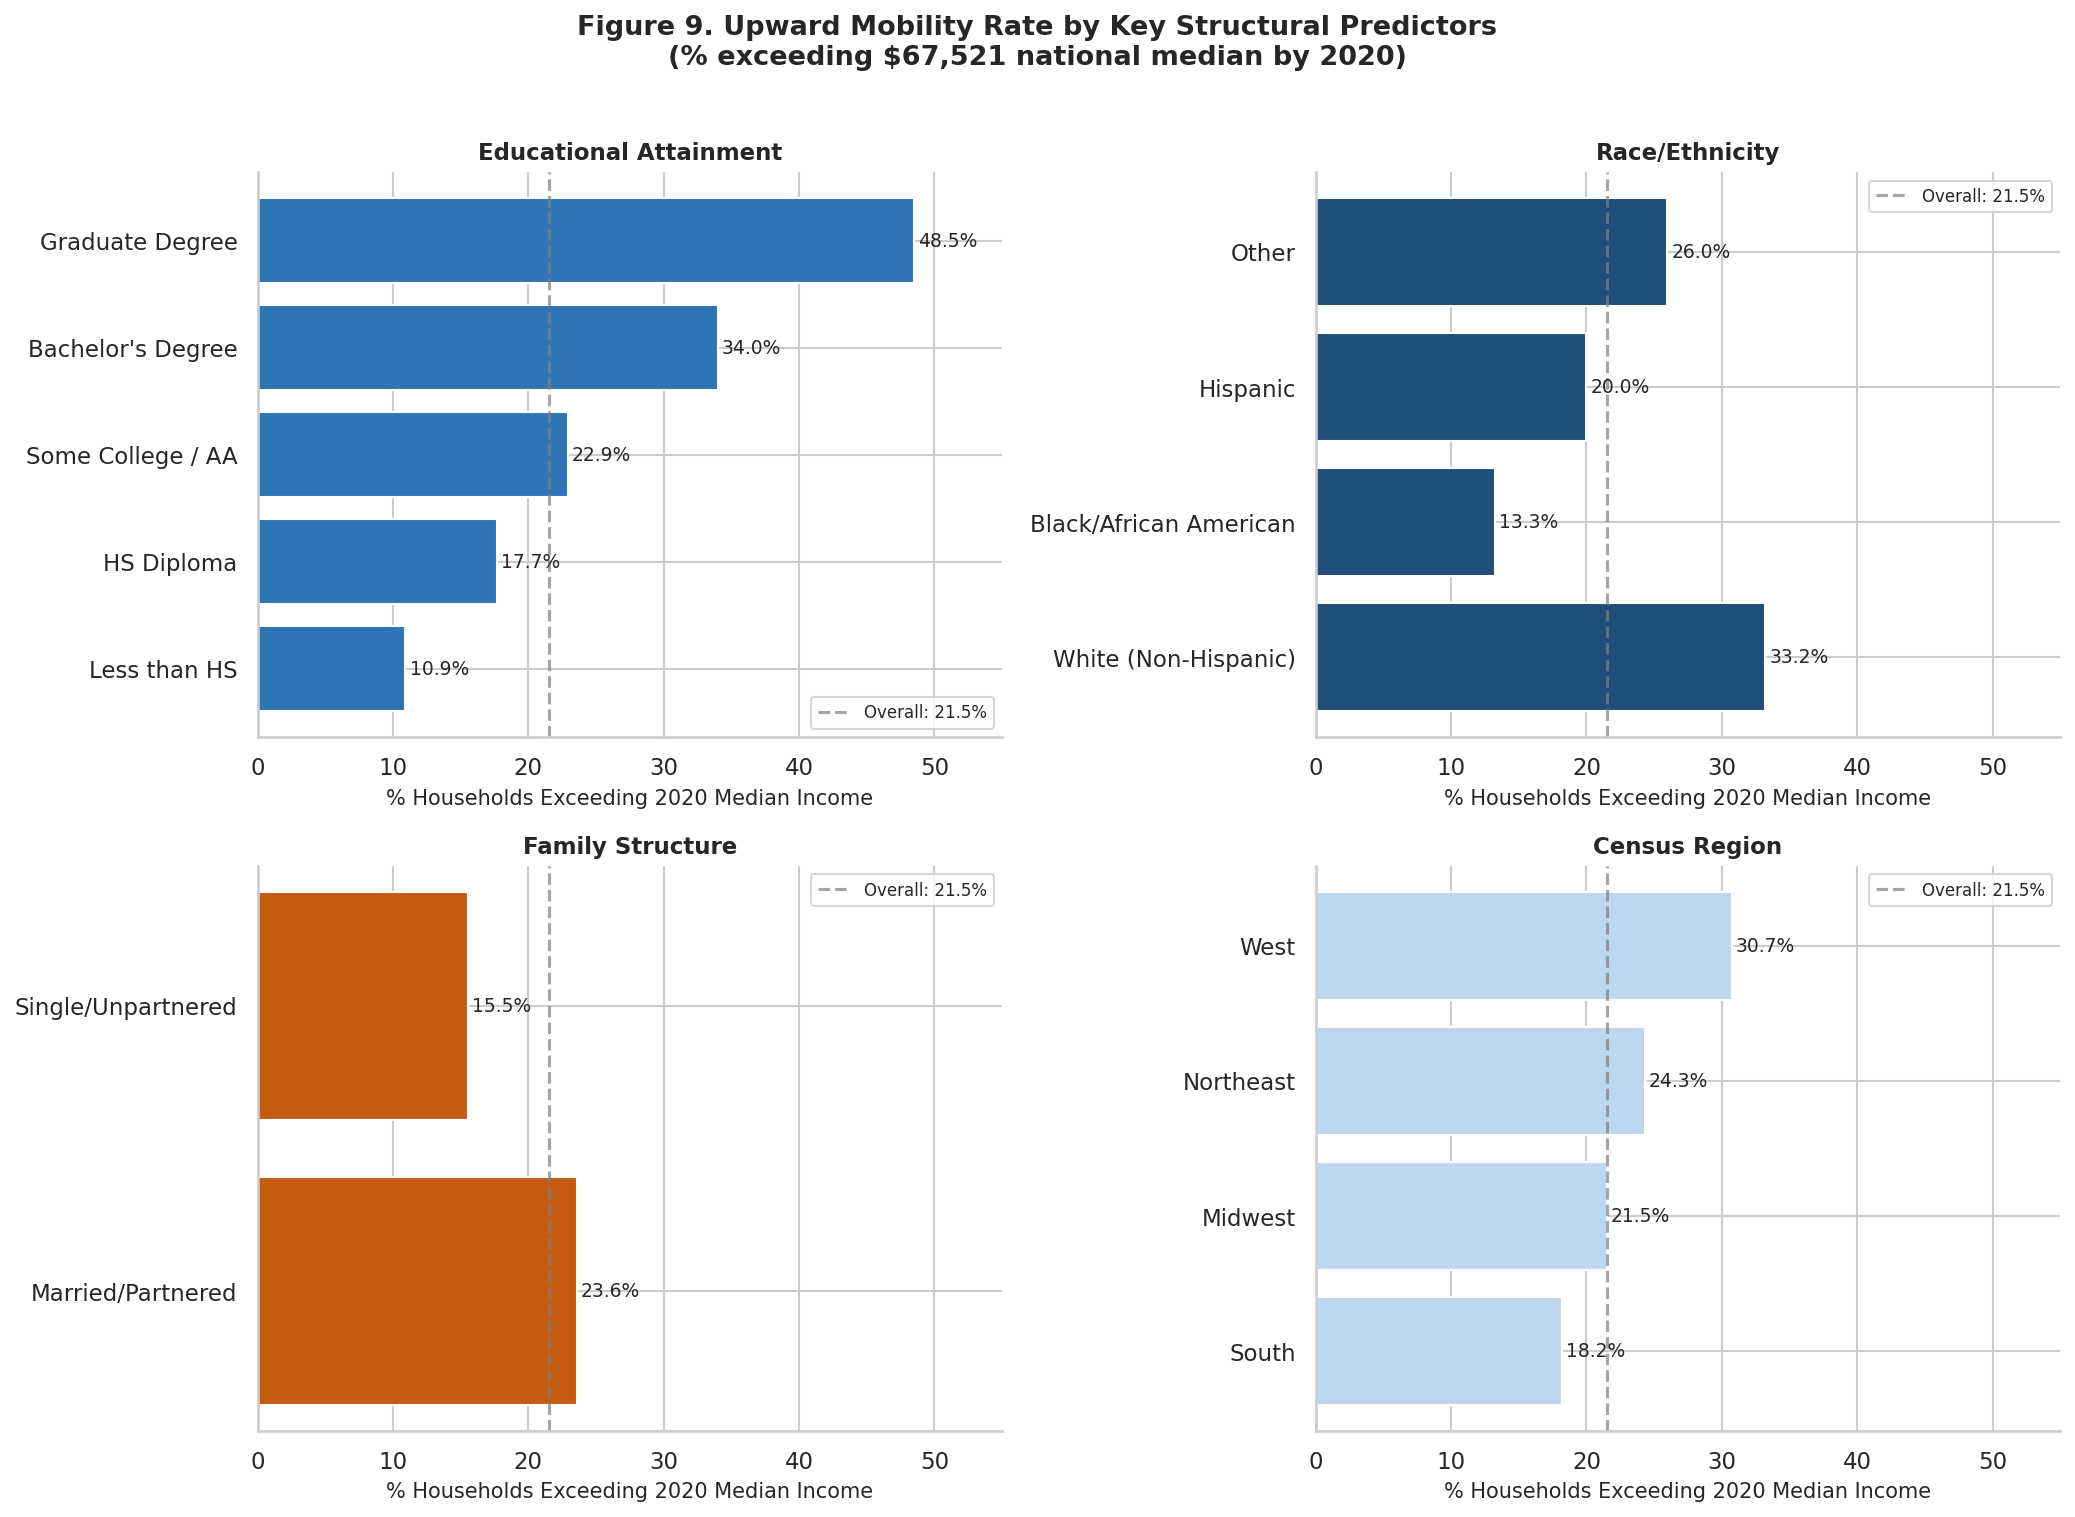 Figure 9. Upward Mobility Rate by Key Structural Predictors
(% exceeding $67,521 national median by 2020)
Educational Attainment
Graduate Degree
48.5%
Bachelor's Degree
34.0%
Some College / AA
22.9%
HS Diploma
17.7%
Less than HS
10.9%
Overall: 21.5%
0 10 20 30 40 50
% Households Exceeding 2020 Median Income
Race/Ethnicity
Overall: 21.5%
Other
26.0%
Hispanic
20.0%
Black/African American
13.3%
White (Non-Hispanic)
33.2%
0 10 20 30 40 50
% Households Exceeding 2020 Median Income
Family Structure
Overall: 21.5%
Single/Unpartnered
15.5%
Married/Partnered
23.6%
0 10 20 30 40 50
% Households Exceeding 2020 Median Income
Census Region
Overall: 21.5%
West
30.7%
Northeast
24.3%
Midwest
21.5%
South
18.2%
0 10 20 30 40 50
% Households Exceeding 2020 Median Income